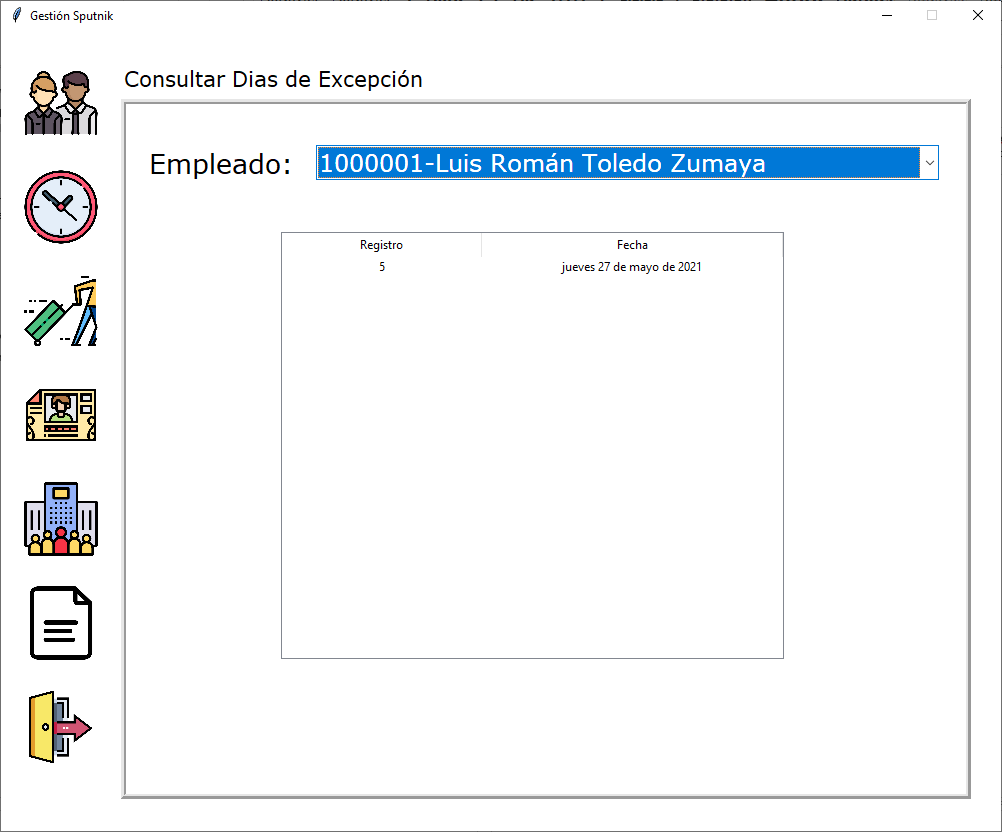 Gestión Sputnik
Consultar Dias de Excepción
Empleado: 1000001-Luis Román Toledo Zumaya
Registro Fecha
5 jueves 27 de mayo de 2021